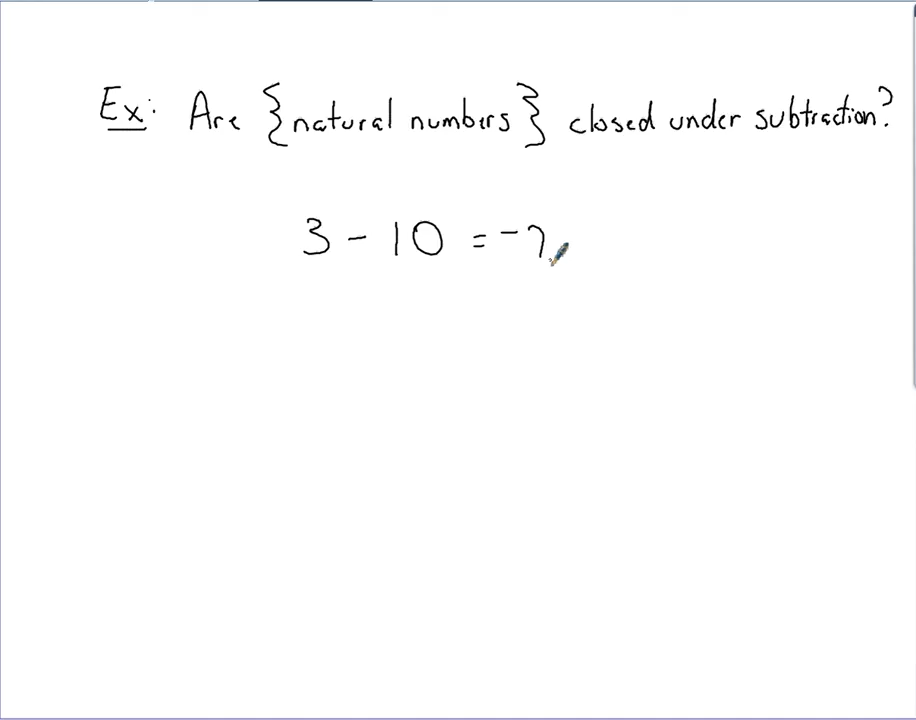 Ex: Are {natural numbers} closed under subtraction?
3 - 10 = -7